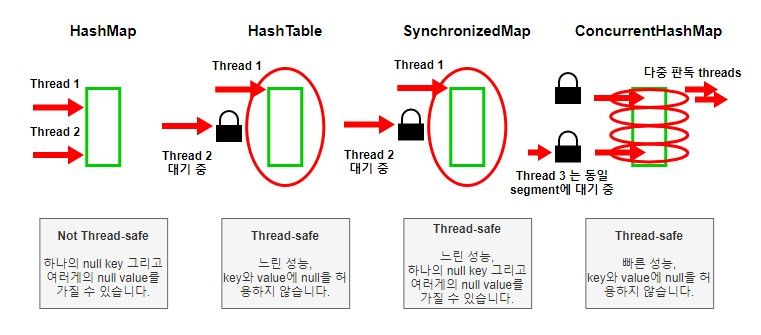 HashMap
HashTable
SynchronizedMap
ConcurrentHashMap
Thread 1
Thread 2
Thread 1
Thread 2
대기 중
Thread 1
Thread 2
대기 중
다중 판독 threads
Thread 3 는 동일
segment에 대기 중
Not Thread-safe
하나의 null key 그리고
여러게의 null value를
가질 수 있습니다.
Thread-safe
느린 성능,
key와 value에 null을 허
용하지 않습니다.
Thread-safe
느린 성능,
하나의 null key 그리고
여러게의 null value를
가질 수 있습니다.
Thread-safe
빠른 성능,
key와 value에 null을 허
용하지 않습니다.